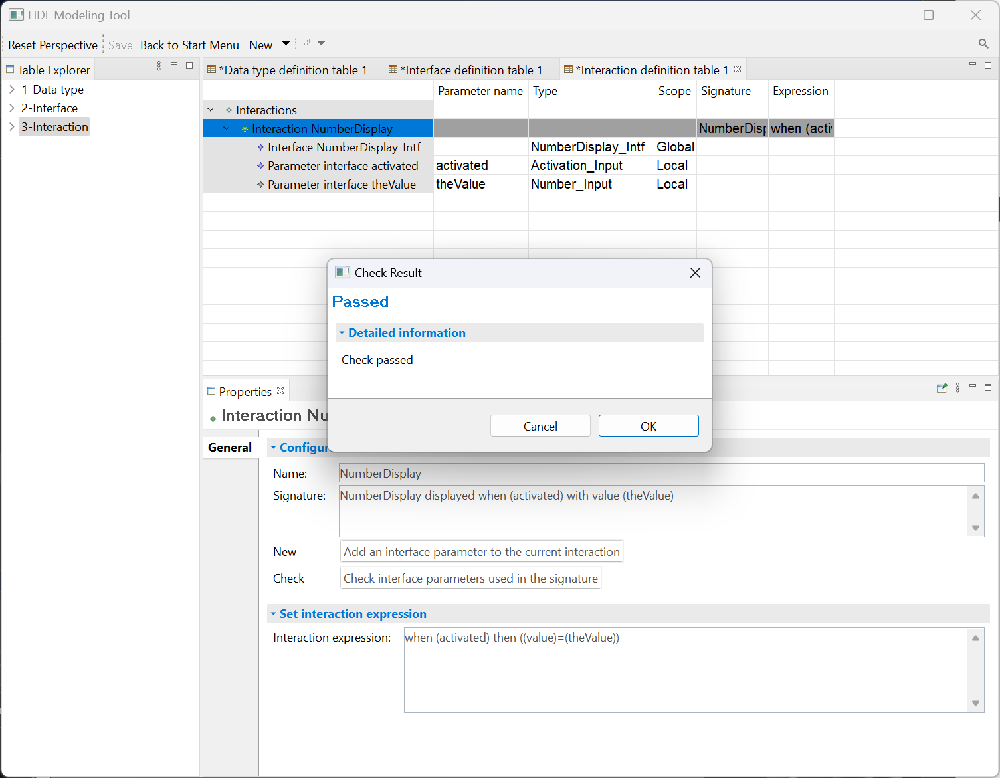 LIDL Modeling Tool
Reset Perspective Save Back to Start Menu New
Table Explorer
1-Data type
2-Interface
3-Interaction
*Data type definition table 1 *Interface definition table 1 *Interaction definition table 1
Parameter name Type Scope Signature Expression
Interactions
Interaction NumberDisplay NumberDisp when (activ
Interface NumberDisplay_Intf NumberDisplay_Intf Global
Parameter interface activated activated Activation_Input Local
Parameter interface theValue theValue Number_Input Local
Check Result
Passed
Detailed information
Check passed
Cancel OK
Properties
Interaction Nu
General
Configur
Name: NumberDisplay
Signature: NumberDisplay displayed when (activated) with value (theValue)
New Add an interface parameter to the current interaction
Check Check interface parameters used in the signature
Set interaction expression
Interaction expression: when (activated) then ((value)=(theValue))